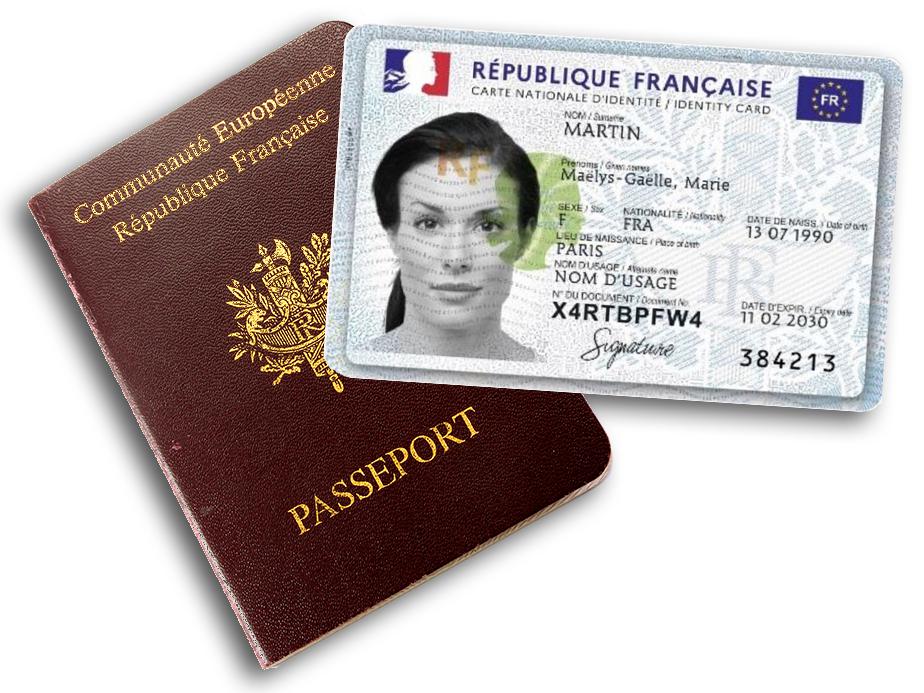 Communauté Européenne
République Française
RF
PASSEPORT
RÉPUBLIQUE FRANÇAISE
CARTE NATIONALE D'IDENTITÉ / IDENTITY CARD
FR
NOM / Surname
MARTIN
Prénoms / Given names
Maëlys-Gaëlle, Marie
SEXE / Sex NATIONALITÉ / Nationality DATE DE NAISS. / Date of birth
F FRA 13 07 1990
LIEU DE NAISSANCE / Place of birth
PARIS
NOM D'USAGE / Alternate name
NOM D'USAGE
N° DU DOCUMENT / Document No. DATE D'EXPIR. / Expiry date
X4RTBPFW4 11 02 2030
Signature
384213
RF
RF